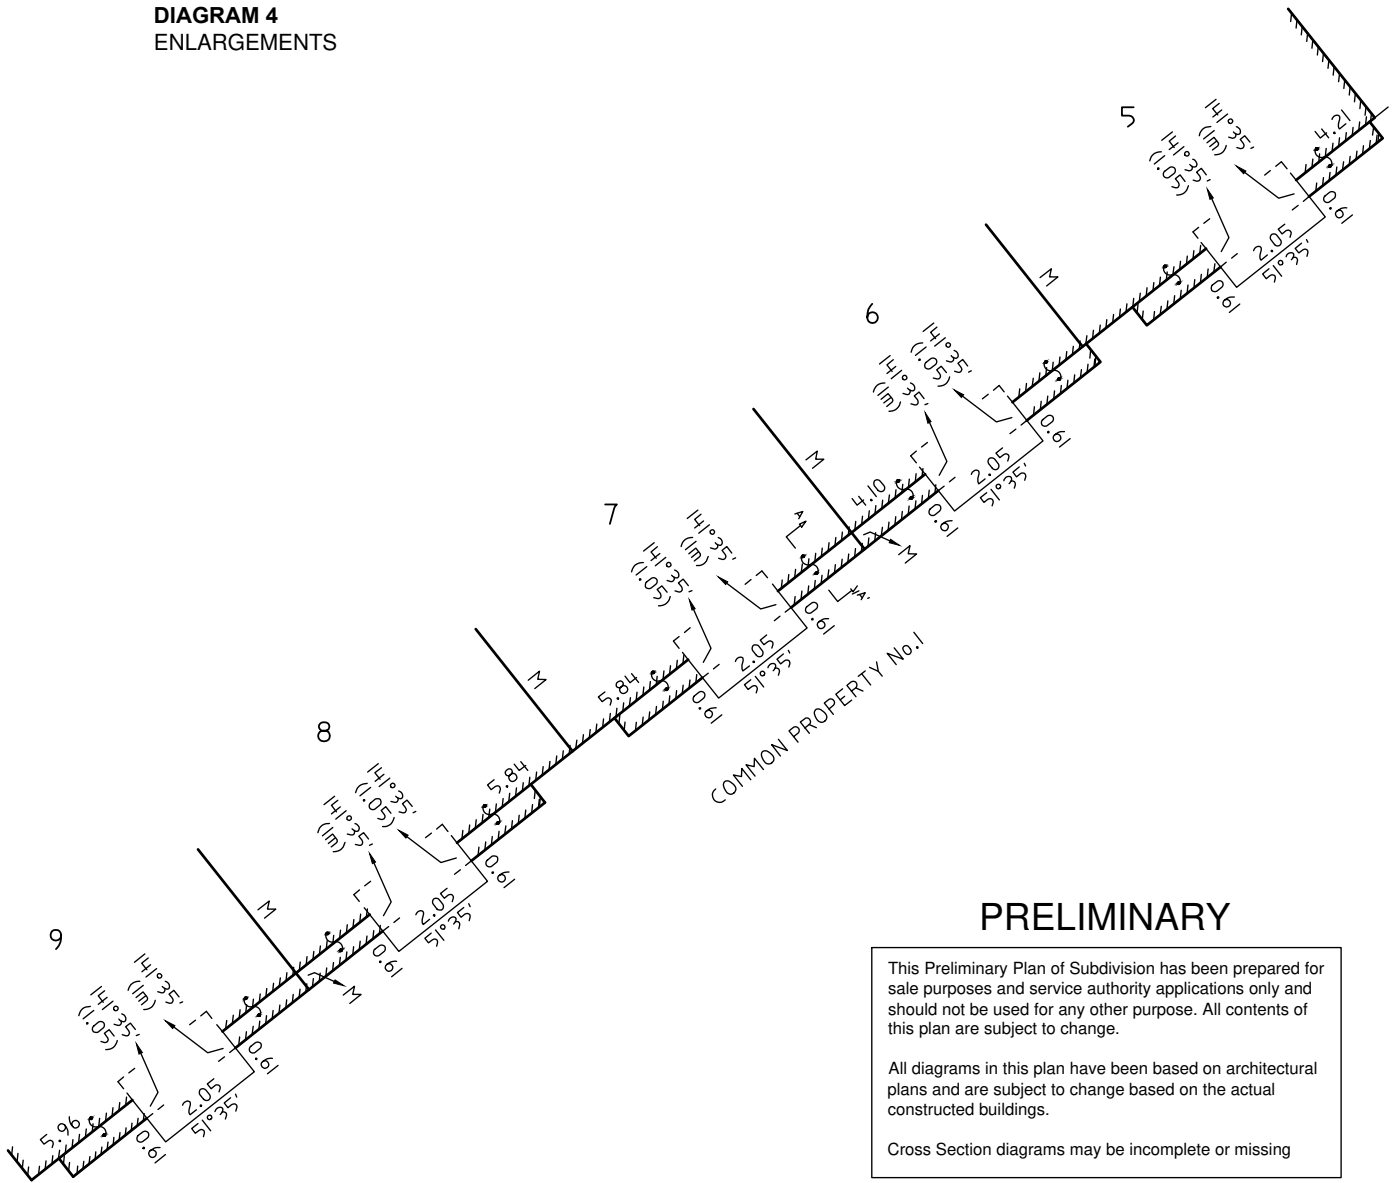 DIAGRAM 4
ENLARGEMENTS
5
141°35'
(1m)
141°35'
(1.05)
4.21
0.61
2.05
51°35'
0.61
M
6
141°35'
(1.05)
141°35'
(1m)
0.61
2.05
51°35'
0.61
M
4.10
M
7
141°35'
(1m)
141°35'
(1.05)
A
A'
0.61
2.05
51°35'
0.61
COMMON PROPERTY No.1
M
5.84
8
5.84
141°35'
(1.05)
141°35'
(1m)
0.61
2.05
51°35'
0.61
M
M
9
141°35'
(1m)
141°35'
(1.05)
0.61
2.05
51°35'
0.61
5.96
PRELIMINARY
This Preliminary Plan of Subdivision has been prepared for
sale purposes and service authority applications only and
should not be used for any other purpose. All contents of
this plan are subject to change.
All diagrams in this plan have been based on architectural
plans and are subject to change based on the actual
constructed buildings.
Cross Section diagrams may be incomplete or missing